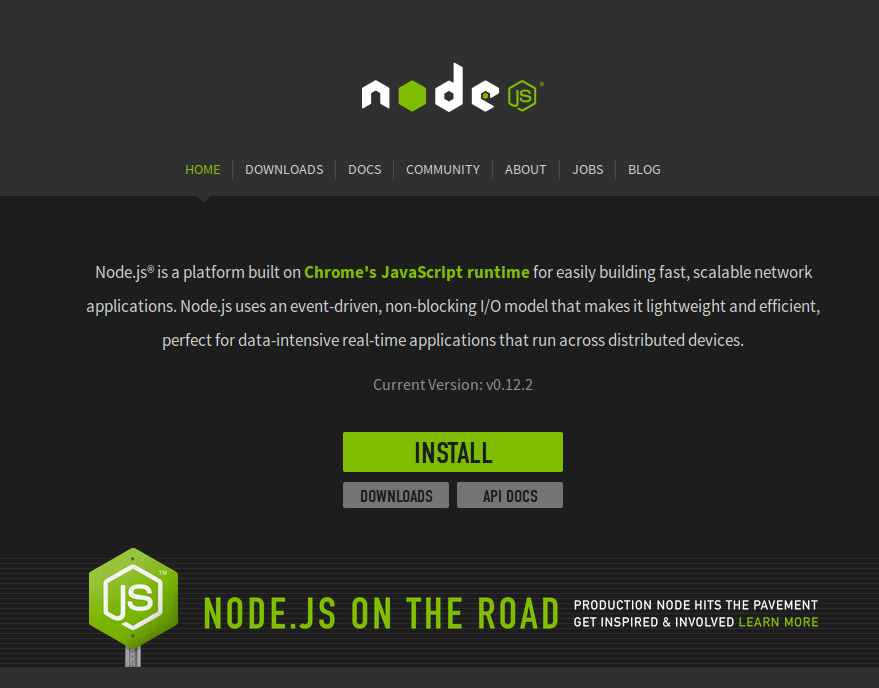 node JS ®
HOME DOWNLOADS DOCS COMMUNITY ABOUT JOBS BLOG
Node.js® is a platform built on Chrome's JavaScript runtime for easily building fast, scalable network
applications. Node.js uses an event-driven, non-blocking I/O model that makes it lightweight and efficient,
perfect for data-intensive real-time applications that run across distributed devices.
Current Version: v0.12.2
INSTALL
DOWNLOADS API DOCS
JS ™
NODE.JS ON THE ROAD
PRODUCTION NODE HITS THE PAVEMENT
GET INSPIRED & INVOLVED LEARN MORE